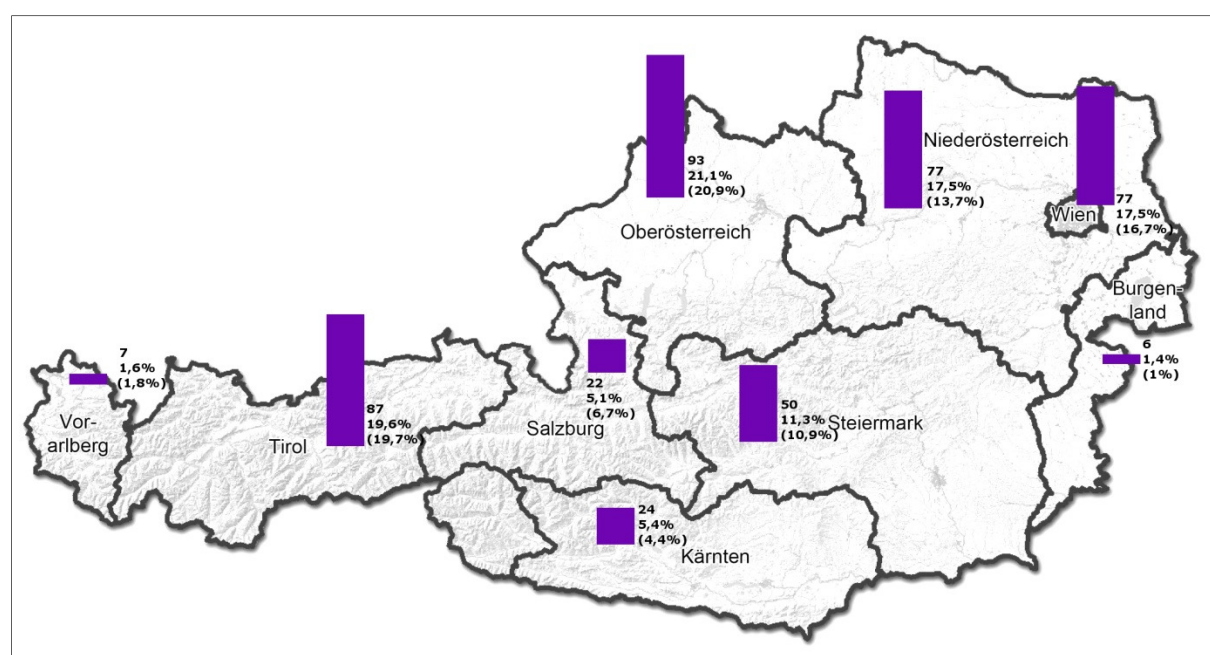 93
21,1%
(20,9%)
Oberösterreich
Niederösterreich
77
17,5%
(13,7%)
Wien
77
17,5%
(16,7%)
Burgen-
land
6
1,4%
(1%)
7
1,6%
(1,8%)
Vor-
arlberg
87
19,6%
(19,7%)
Tirol
22
5,1%
(6,7%)
Salzburg
50
11,3%
(10,9%)
Steiermark
24
5,4%
(4,4%)
Kärnten